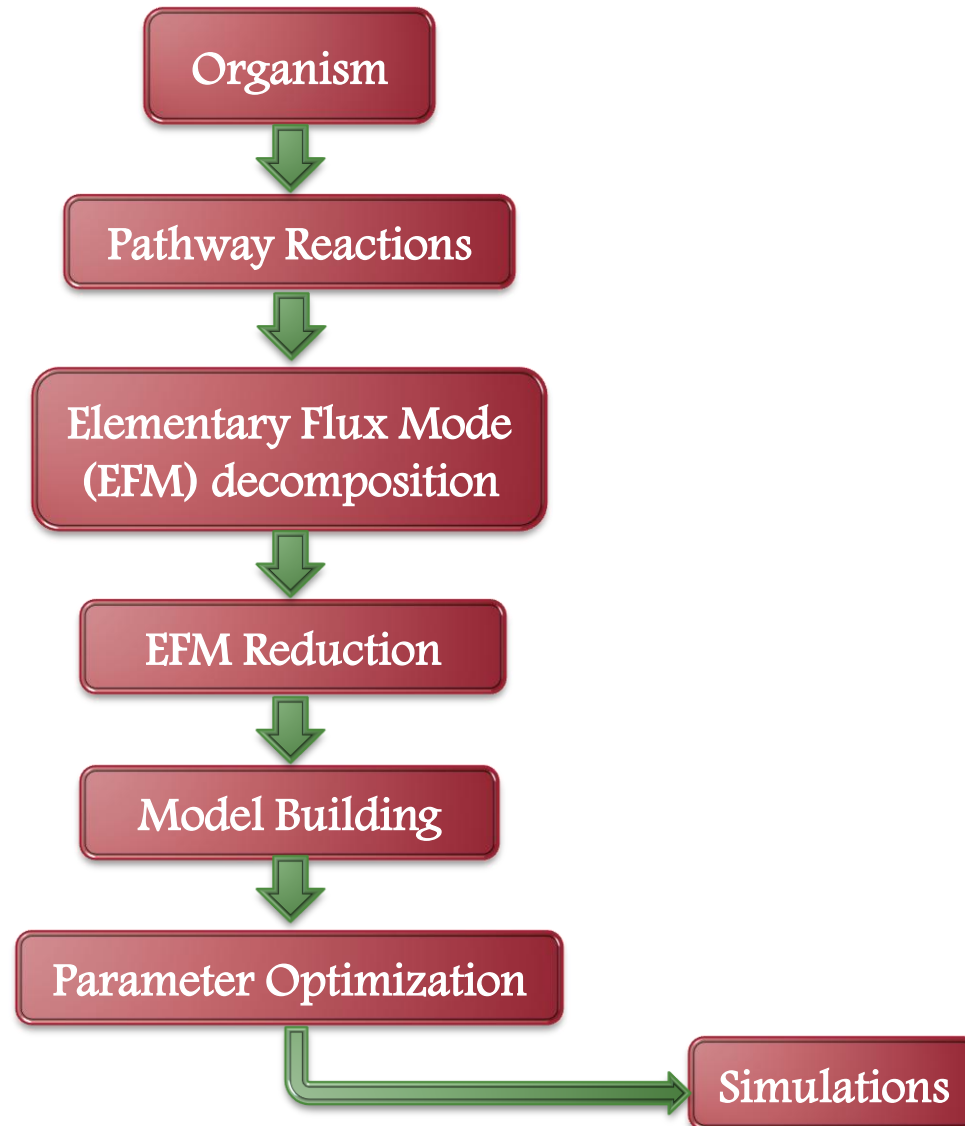 Organism
Pathway Reactions
Elementary Flux Mode
(EFM) decomposition
EFM Reduction
Model Building
Parameter Optimization
Simulations